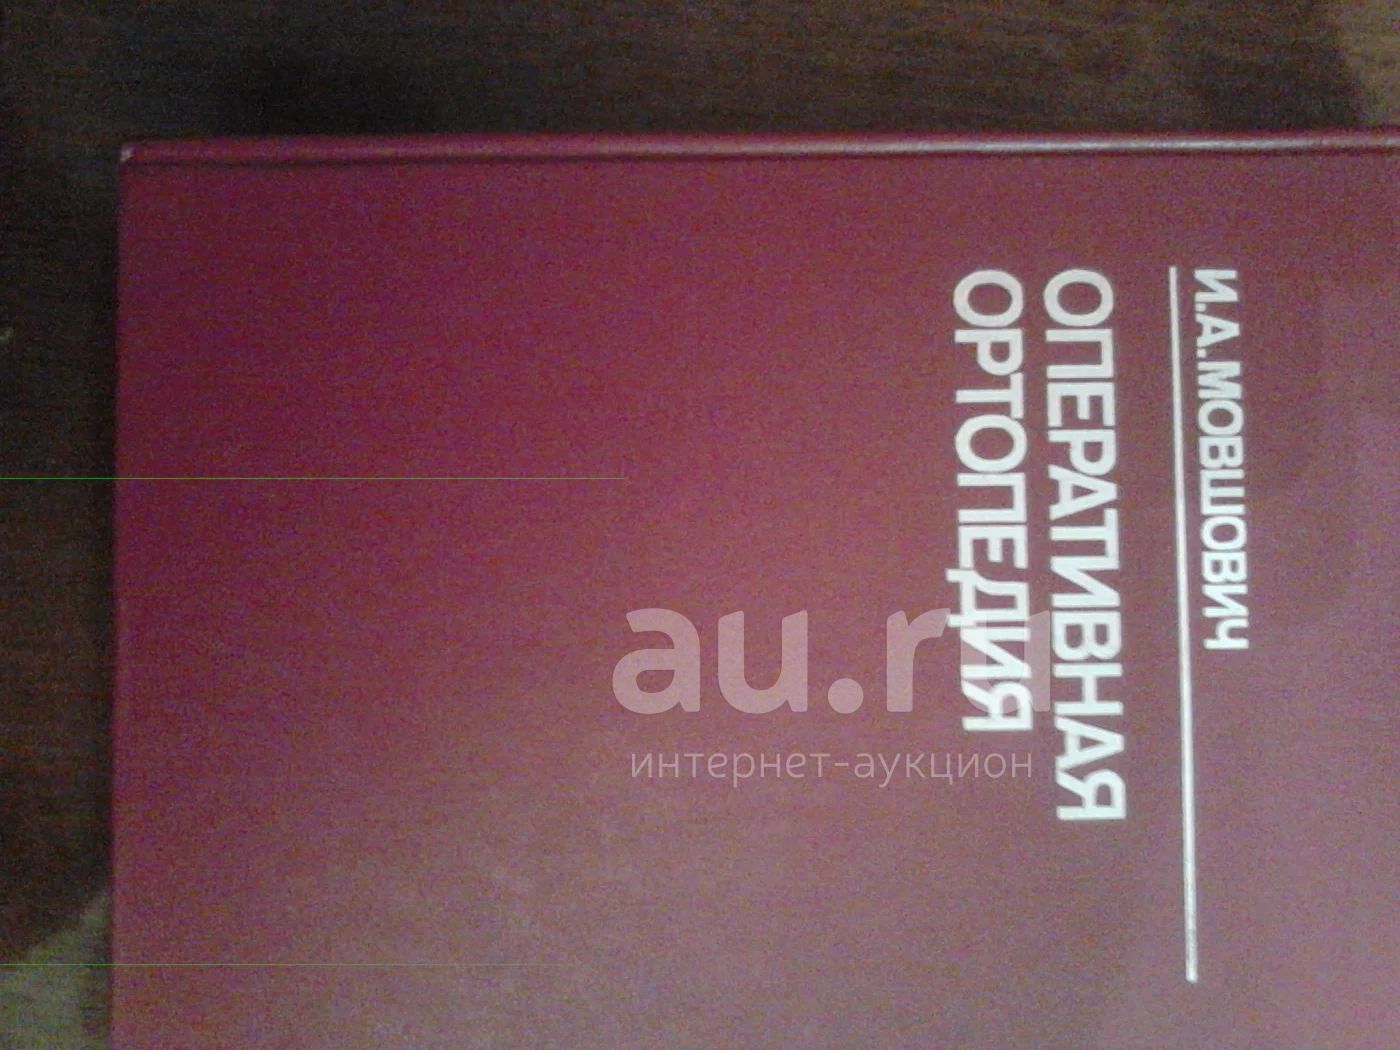 И.А.МОВШОВИЧ
ОПЕРАТИВНАЯ
ОРТОПЕДИЯ
au.ru
интернет-аукцион